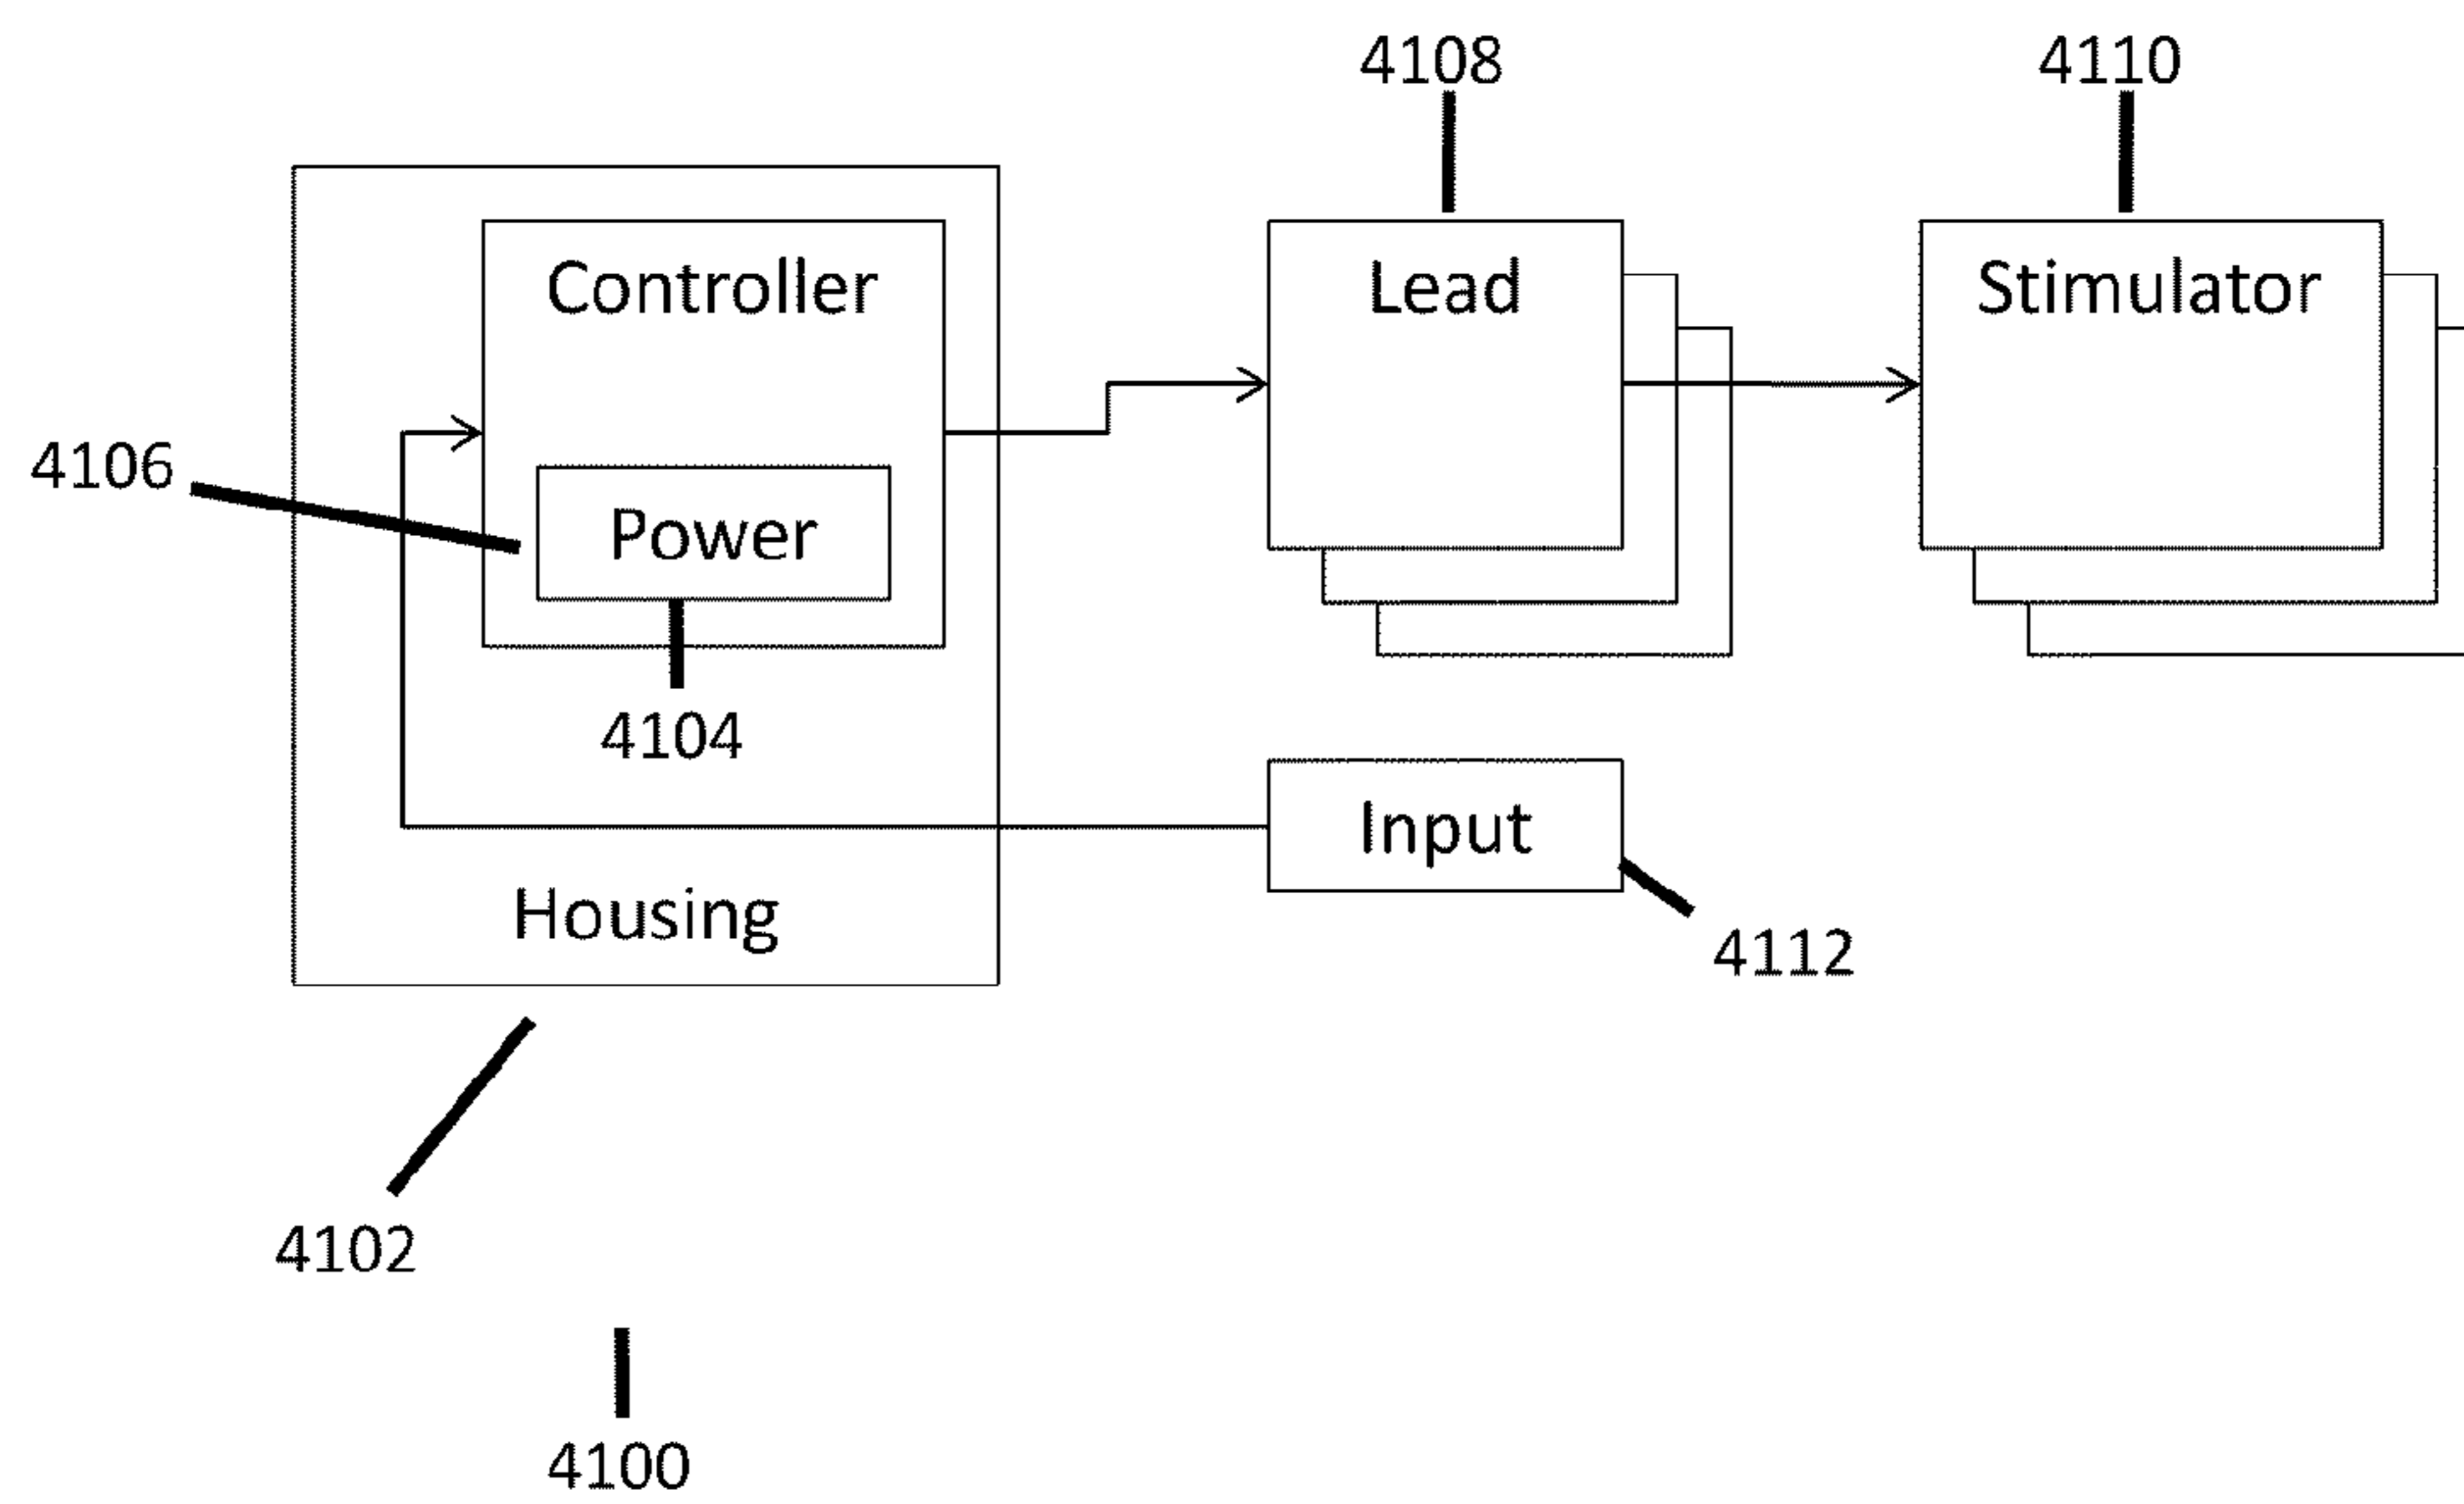 4108
4110
Controller
Lead
Stimulator
4106
Power
4104
Input
Housing
4112
4102
4100